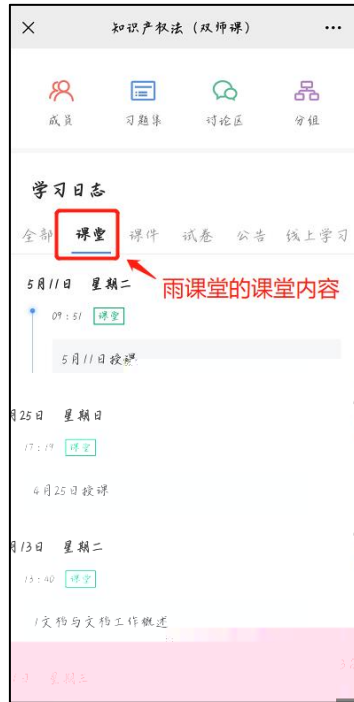 知识产权法（双师课）
成员 习题集 讨论区 分组
学习日志
全部 课堂 课件 试卷 公告 线上学习
5月11日 星期二
雨课堂的课堂内容
09:51 课堂
5月11日授课
月25日 星期日
17:19 课堂
4月25日授课
月13日 星期二
13:40 课堂
1文档与文档工作概述
星期三